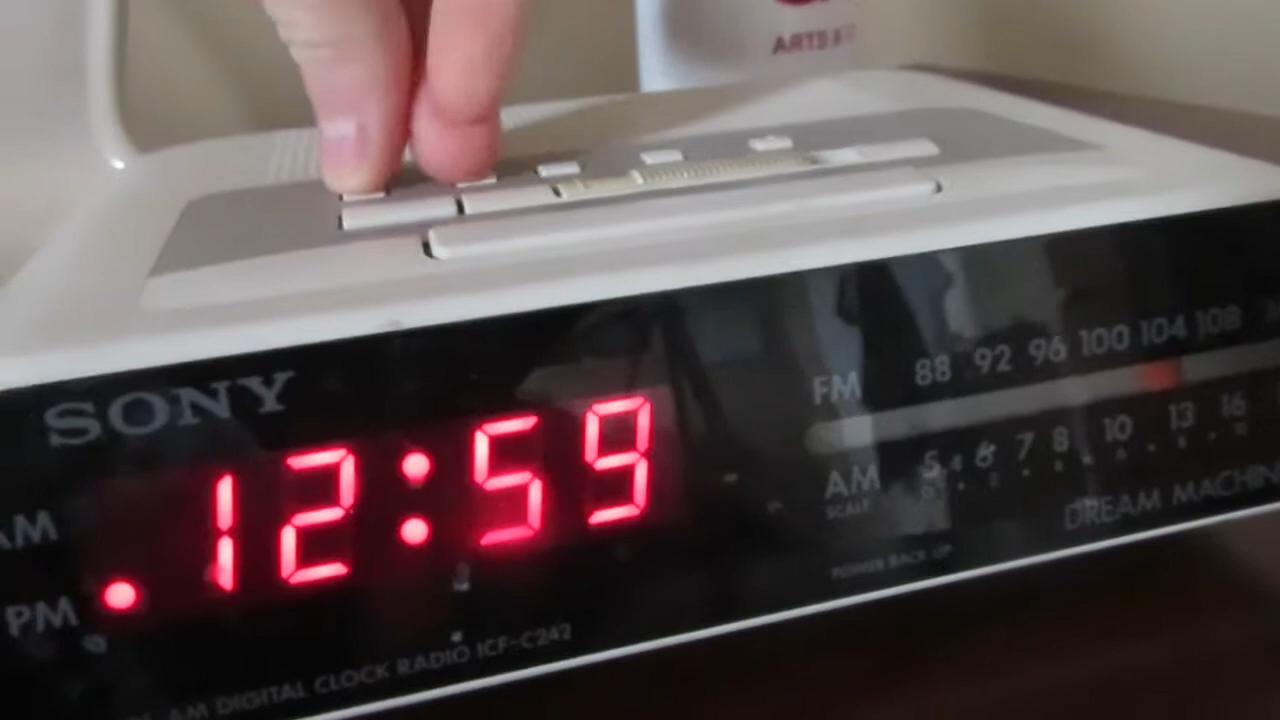 ARTS
SONY
AM
PM
12:59
FM 88 92 96 100 104 108
AM 5.4 6 7 8 10 13 16
SCALE
DREAM MACHIN
POWER BACK UP
AM DIGITAL CLOCK RADIO ICF-C242